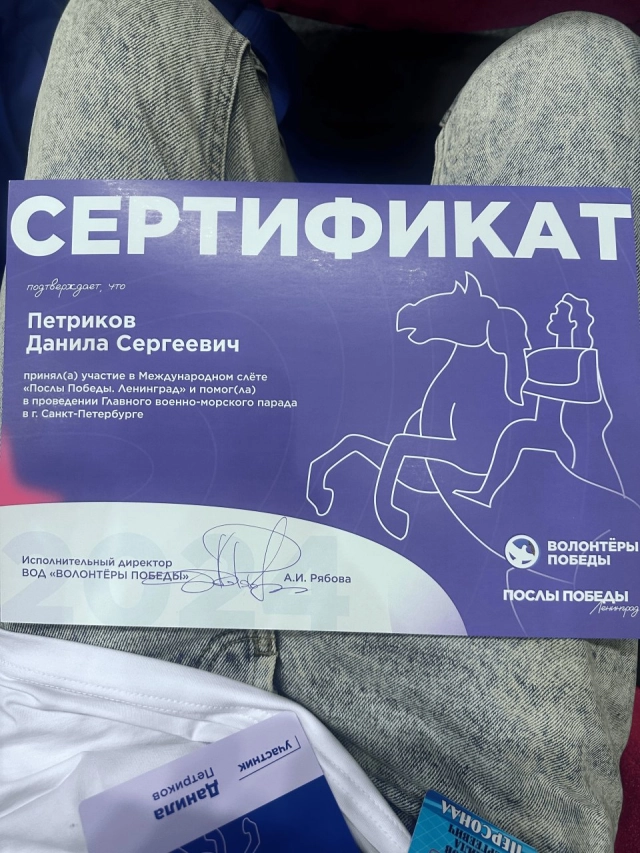 СЕРТИФИКАТ
подтверждает, что
Петриков
Данила Сергеевич
принял(а) участие в Международном слёте
«Послы Победы. Ленинград» и помог(ла)
в проведении Главного военно-морского парада
в г. Санкт-Петербурге
2024
Исполнительный директор
ВОД «ВОЛОНТЁРЫ ПОБЕДЫ»
А.И. Рябова
ВОЛОНТЁРЫ
ПОБЕДЫ
ПОСЛЫ ПОБЕДЫ
Ленинград
участник
Данила
Петриков
ПЕРСОНАЛ